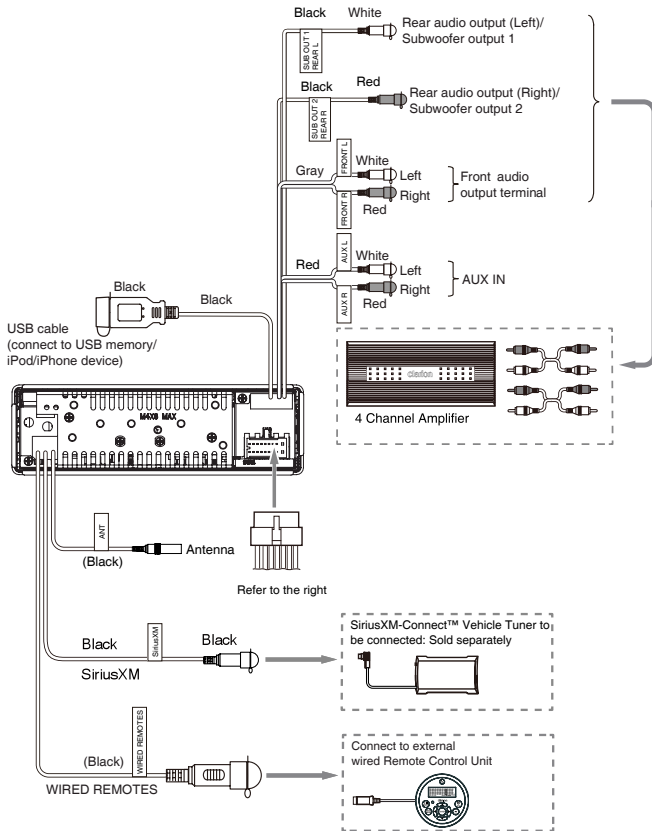 Black White
SUB OUT 1
REAR L
Rear audio output (Left)/
Subwoofer output 1
Black
Red
SUB OUT 2
REAR R
Rear audio output (Right)/
Subwoofer output 2
Gray
FRONT L
White
Left
Right
FRONT R
Red
Front audio
output terminal
Red
AUX L
White
Left
Right
AUX R
Red
AUX IN
Black
Black
USB cable
(connect to USB memory/
iPod/iPhone device)
clarion
4 Channel Amplifier
M4X6 MAX
ANT
(Black)
Antenna
Refer to the right
Black
SiriusXM
Black
SiriusXM
SiriusXM-Connect™ Vehicle Tuner to
be connected: Sold separately
(Black)
WIRED REMOTES
WIRED REMOTES
Connect to external
wired Remote Control Unit